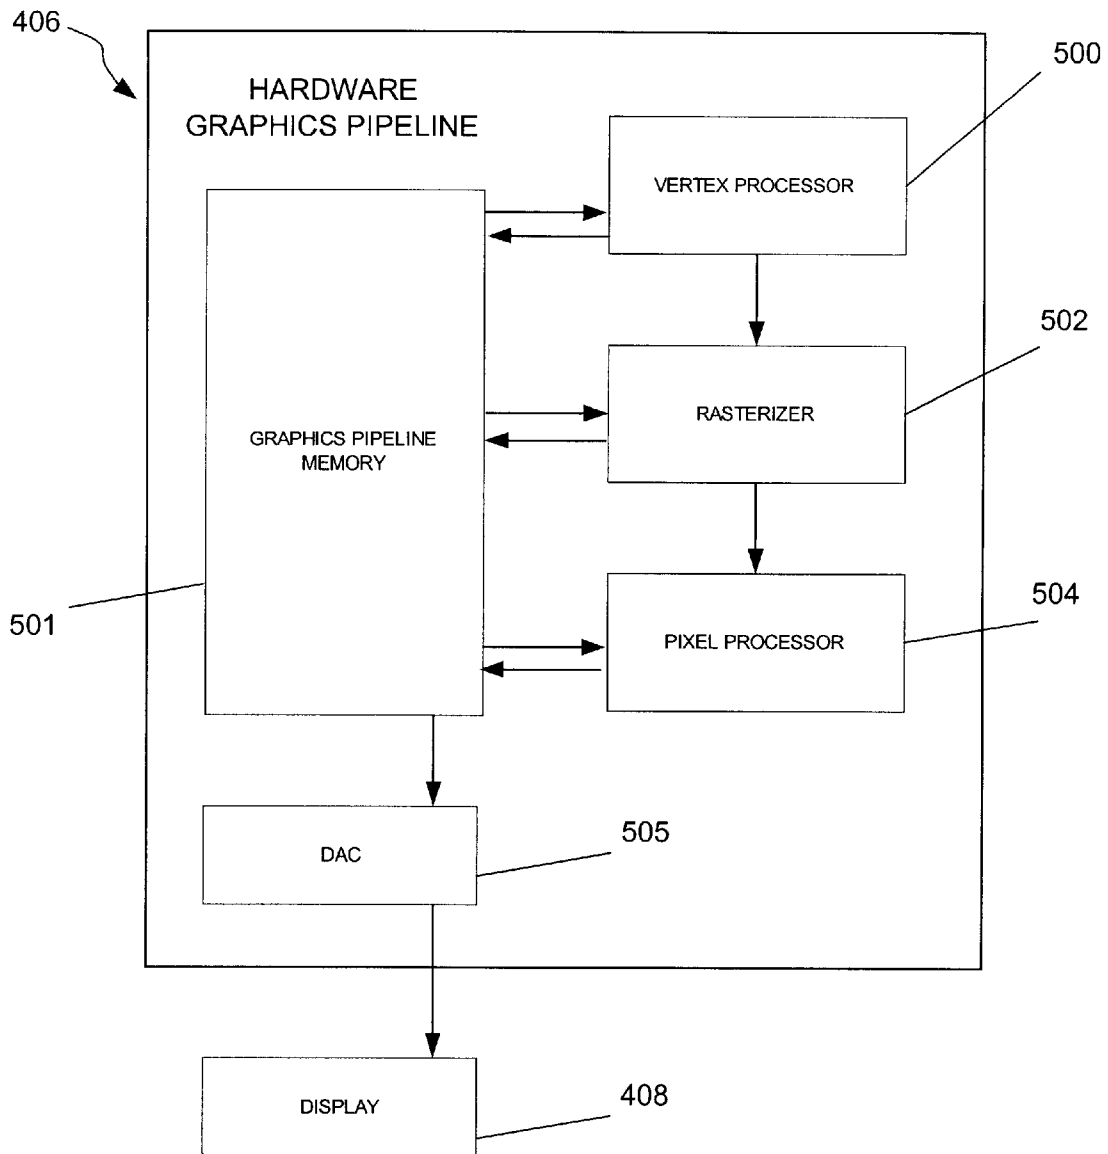 406
HARDWARE
GRAPHICS PIPELINE
500
VERTEX PROCESSOR
502
RASTERIZER
GRAPHICS PIPELINE
MEMORY
501
504
PIXEL PROCESSOR
505
DAC
408
DISPLAY